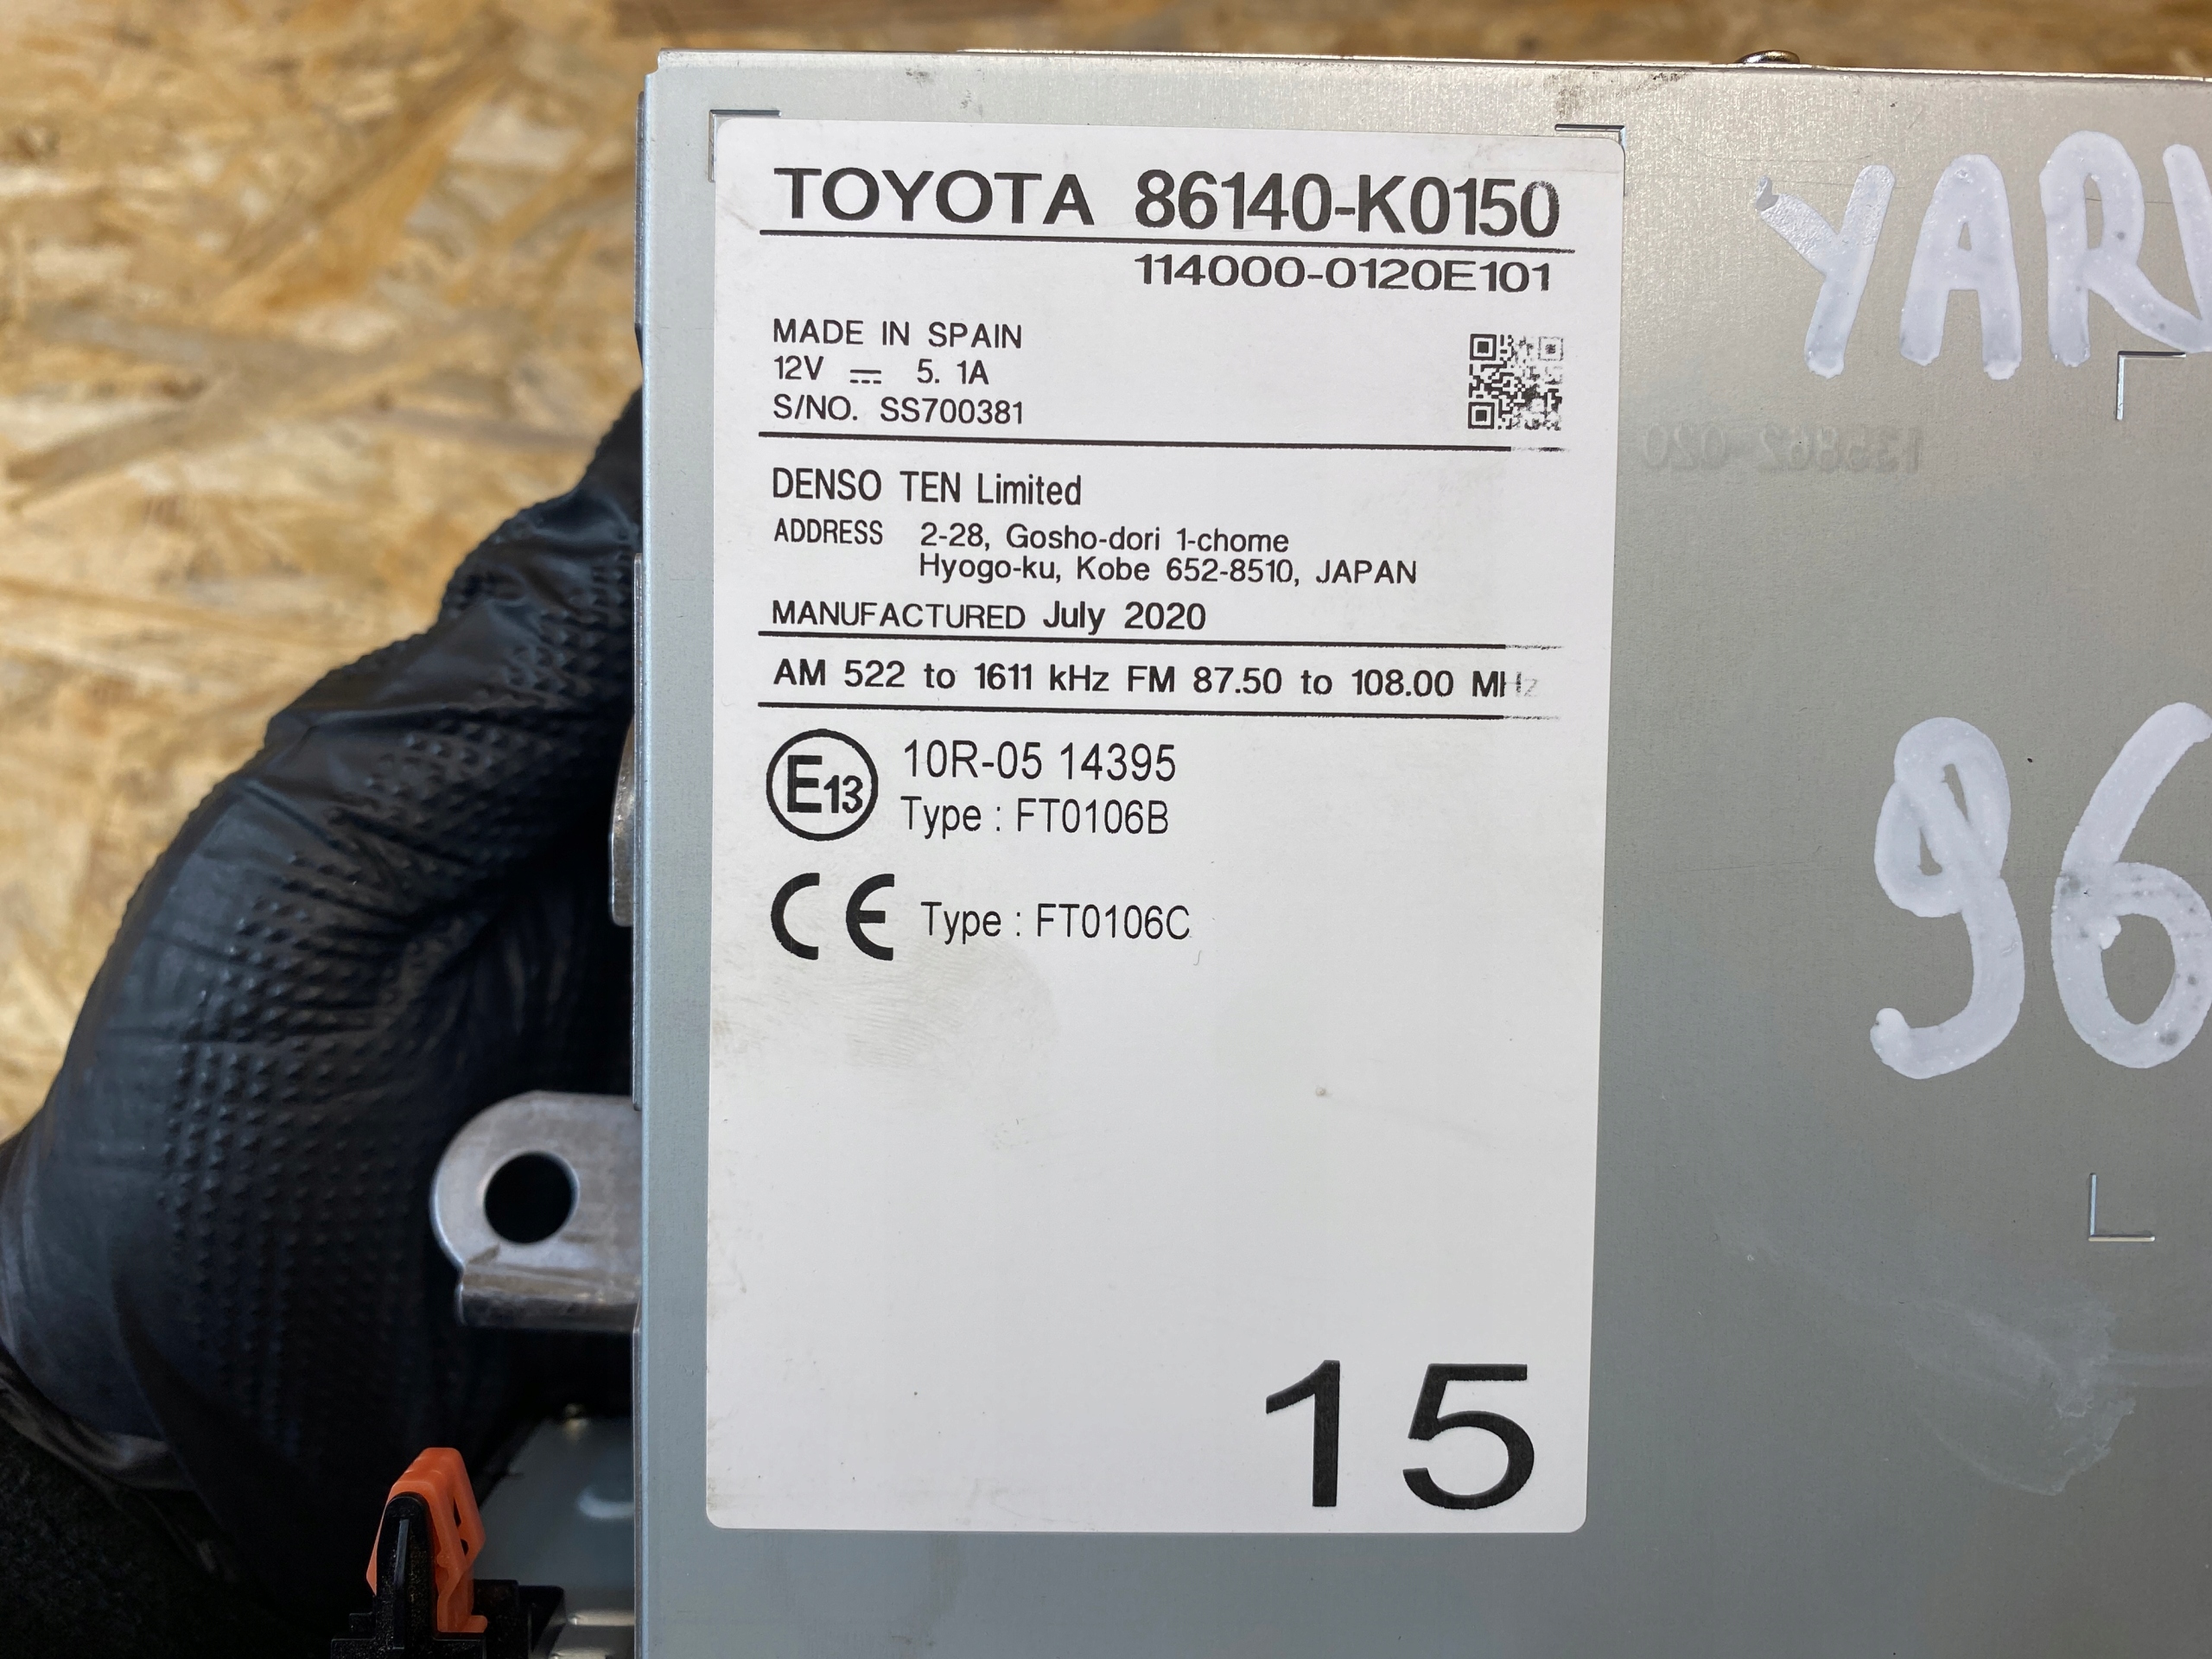 TOYOTA 86140-K0150
114000-0120E101
MADE IN SPAIN
12V ⎓ 5. 1A
S/NO. SS700381
DENSO TEN Limited
ADDRESS 2-28, Gosho-dori 1-chome
Hyogo-ku, Kobe 652-8510, JAPAN
MANUFACTURED July 2020
AM 522 to 1611 kHz FM 87.50 to 108.00 MHz
E13 10R-05 14395
Type : FT0106B
CE Type : FT0106C
15
96